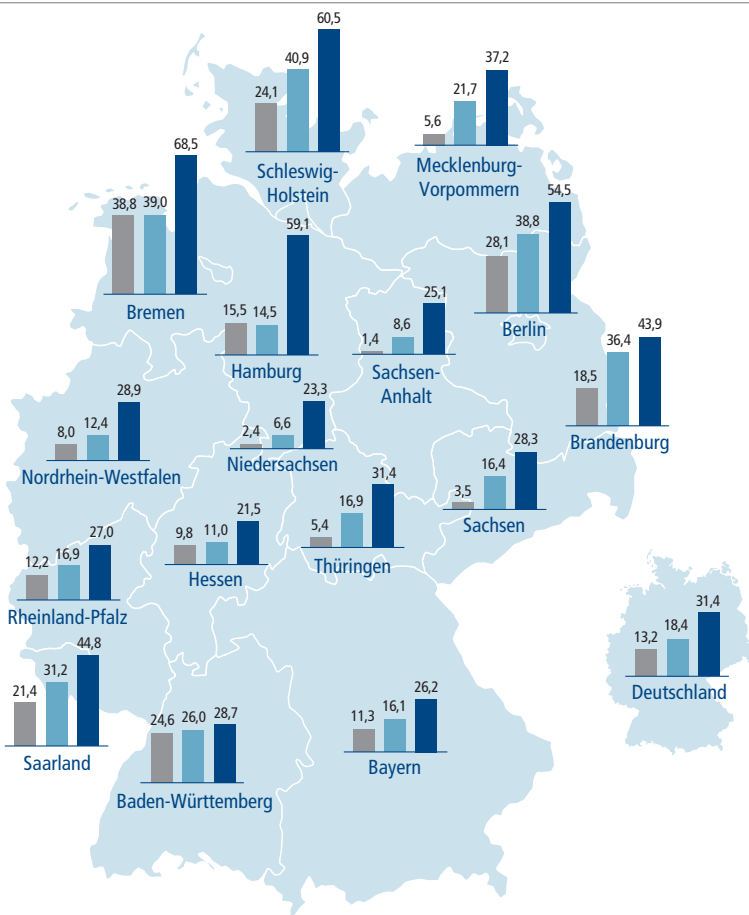 24,1 40,9 60,5
Schleswig-
Holstein
5,6 21,7 37,2
Mecklenburg-
Vorpommern
38,8 39,0 68,5
Bremen
15,5 14,5 59,1
Hamburg
1,4 8,6 25,1
Sachsen-
Anhalt
28,1 38,8 54,5
Berlin
18,5 36,4 43,9
Brandenburg
8,0 12,4 28,9
Nordrhein-Westfalen
2,4 6,6 23,3
Niedersachsen
3,5 16,4 28,3
Sachsen
12,2 16,9 27,0
Rheinland-Pfalz
9,8 11,0 21,5
Hessen
5,4 16,9 31,4
Thüringen
13,2 18,4 31,4
Deutschland
21,4 31,2 44,8
Saarland
24,6 26,0 28,7
Baden-Württemberg
11,3 16,1 26,2
Bayern